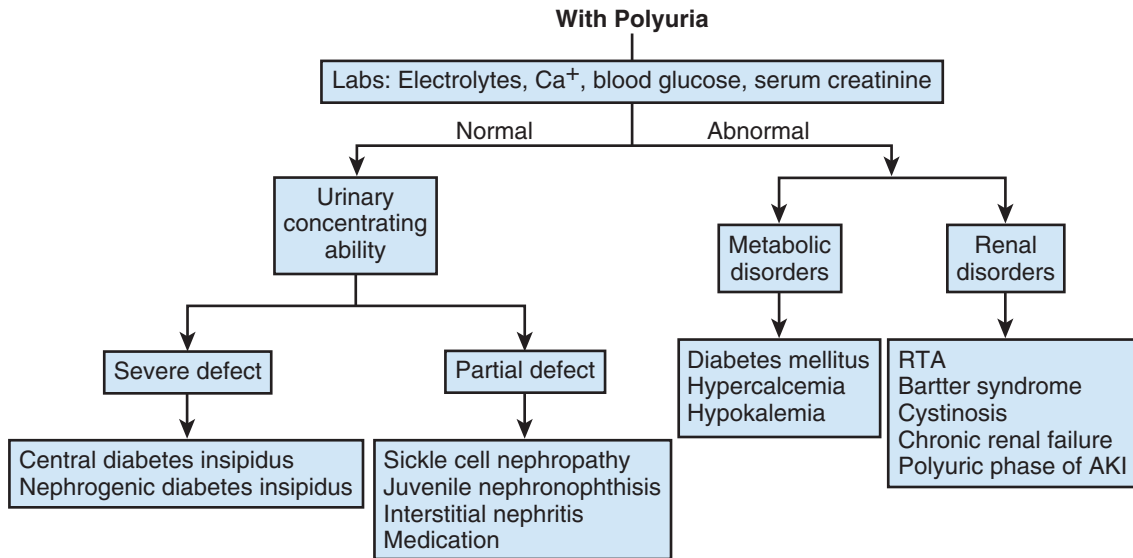 With Polyuria
Labs: Electrolytes, Ca+, blood glucose, serum creatinine
Normal
Abnormal
Urinary
concentrating
ability
Metabolic
disorders
Renal
disorders
Severe defect
Partial defect
Central diabetes insipidus
Nephrogenic diabetes insipidus
Sickle cell nephropathy
Juvenile nephronophthisis
Interstitial nephritis
Medication
Diabetes mellitus
Hypercalcemia
Hypokalemia
RTA
Bartter syndrome
Cystinosis
Chronic renal failure
Polyuric phase of AKI